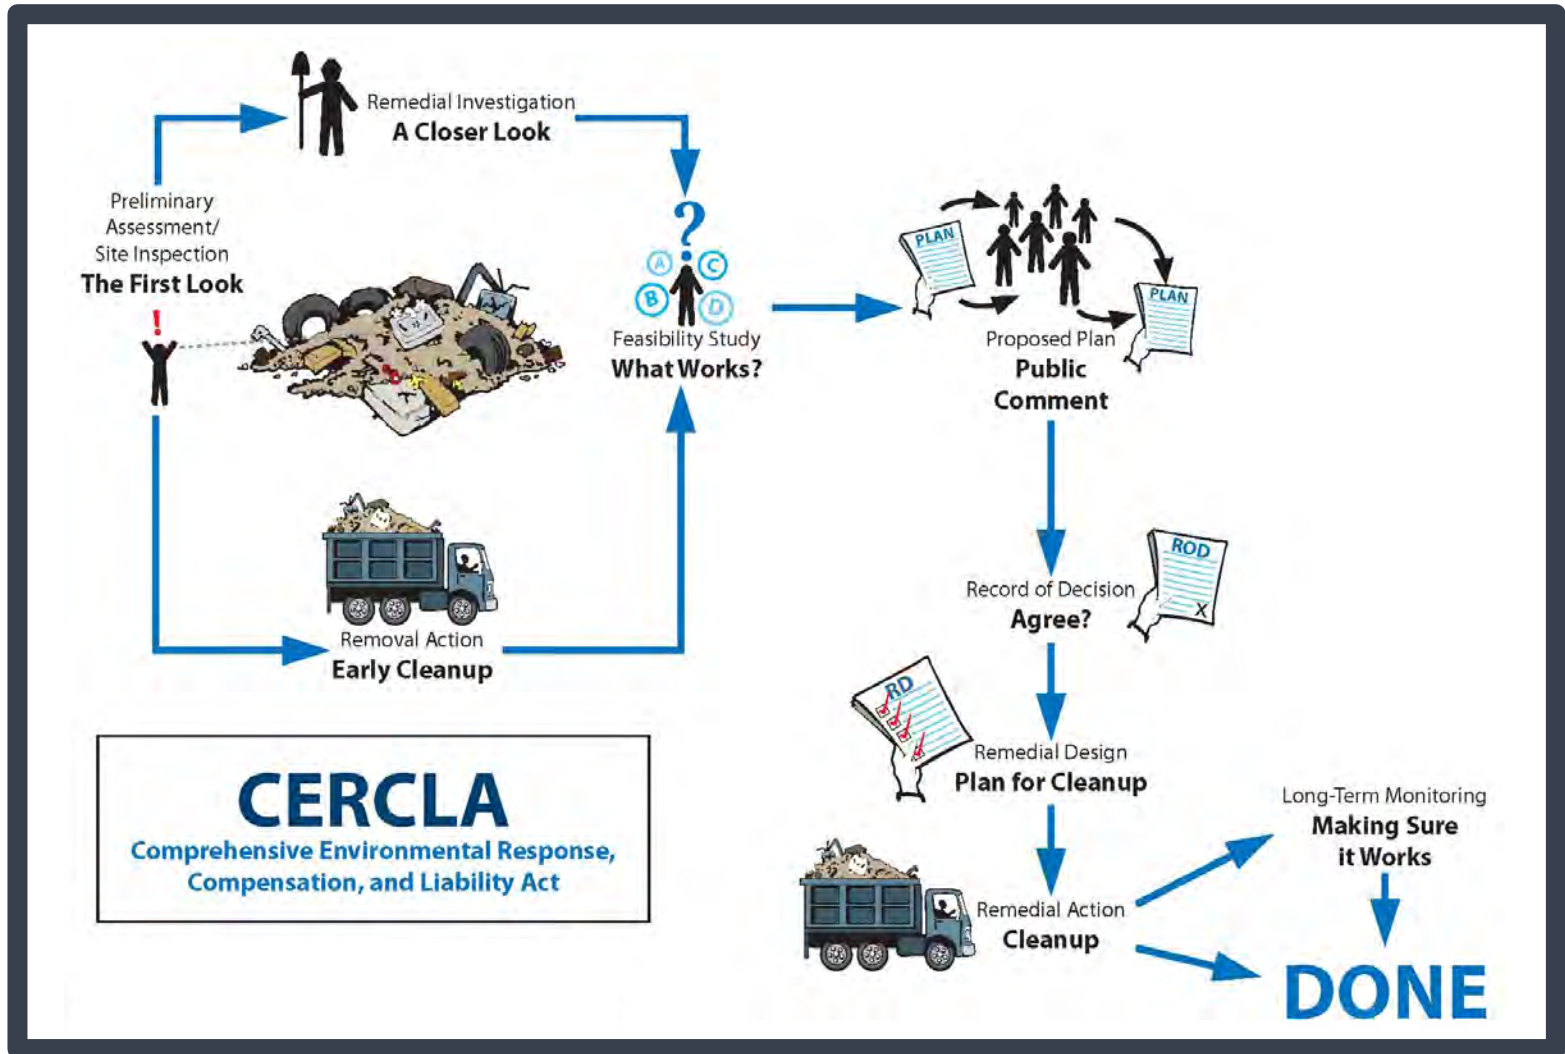 Remedial Investigation
A Closer Look
Preliminary
Assessment/
Site Inspection
The First Look
!
?
A
C
B
D
Feasibility Study
What Works?
PLAN
PLAN
Proposed Plan
Public
Comment
Removal Action
Early Cleanup
ROD
X
Record of Decision
Agree?
RD
Remedial Design
Plan for Cleanup
CERCLA
Comprehensive Environmental Response,
Compensation, and Liability Act
Remedial Action
Cleanup
Long-Term Monitoring
Making Sure
it Works
DONE